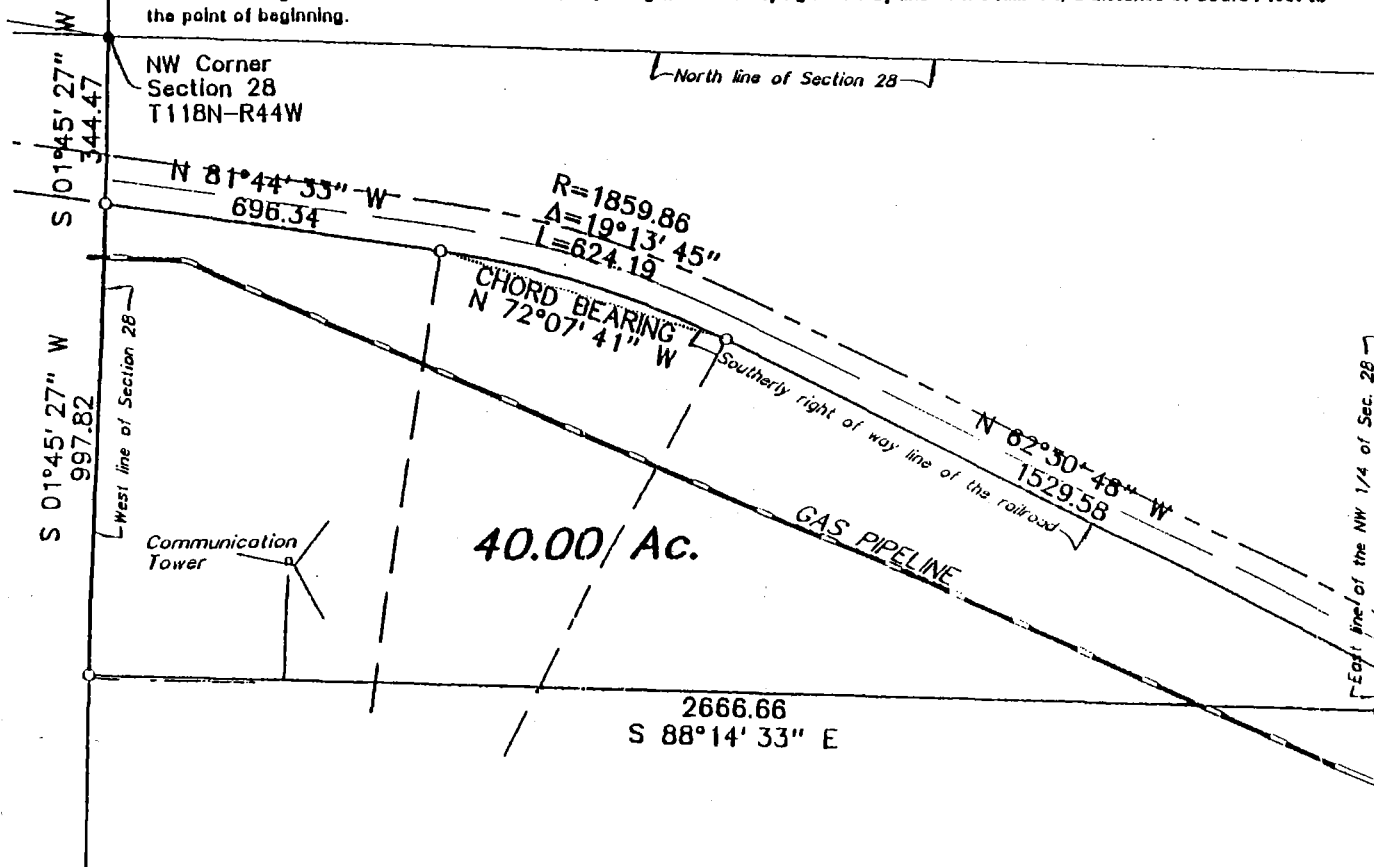 the point of beginning.
NW Corner
Section 28
T118N-R44W
North line of Section 28
S 01°45' 27" W
344.47
N 81°44' 33" W
696.34
R=1859.86
Δ=19°13' 45"
L=624.19
CHORD BEARING
N 72°07' 41" W
Southerly right of way line of the railroad
N 62°30' 48" W
1529.58
S 01°45' 27" W
997.82
West line of Section 28
East line of the NW 1/4 of Sec. 28
Communication
Tower
40.00 Ac.
GAS PIPELINE
2666.66
S 88°14' 33" E